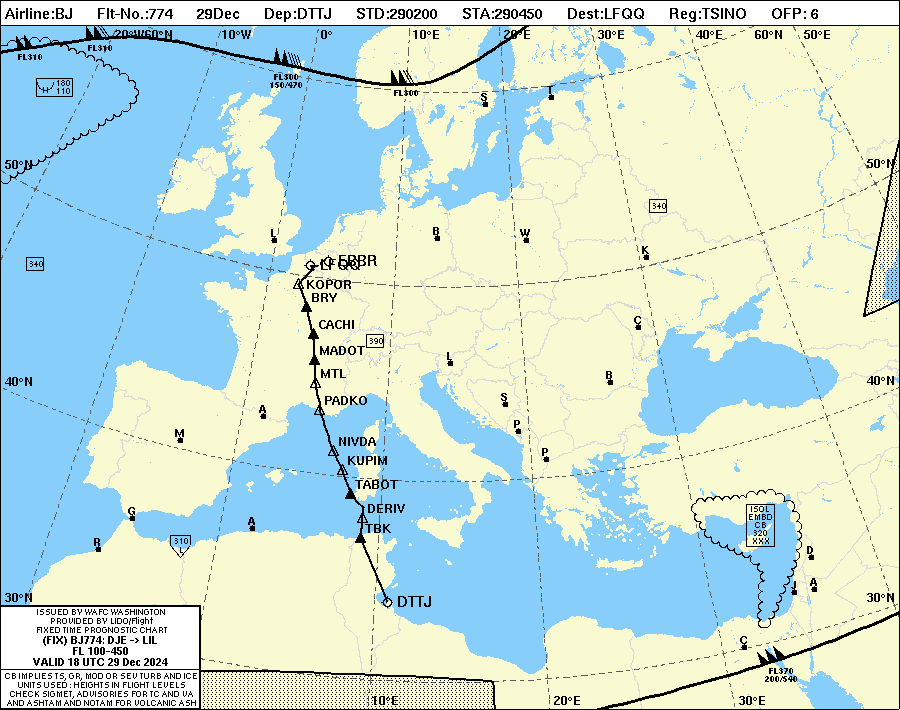 Airline:BJ Flt-No.:774 29Dec Dep:DTTJ STD:290200 STA:290450 Dest:LFQQ Reg:TSINO OFP: 6
20°W 60°N 10°W 0° 10°E 20°E 30°E 40°E 60°N 50°E
FL310
FL310
FL300
150/470
FL300
180
110
S
T
50°N
50°N
340
L
B
W
K
340
EBBR
LFQQ
KOPOR
BRY
CACHI
C
390
MADOT
L
MTL
B
40°N
40°N
PADKO
S
A
P
M
NIVDA
P
KUPIM
TABOT
G
DERIV
ISOL
EMBD
CB
320
XXX
A
TBK
R
310
L
D
J
A
30°N
30°N
DTTJ
C
FL370
200/540
ISSUED BY WAFC WASHINGTON
PROVIDED BY LIDO/Flight
FIXED TIME PROGNOSTIC CHART
(FIX) BJ774: DJE -> LIL
FL 100-450
VALID 18 UTC 29 Dec 2024
CB IMPLIES TS, GR, MOD OR SEV TURB AND ICE
UNITS USED: HEIGHTS IN FLIGHT LEVELS
CHECK SIGMET, ADVISORIES FOR TC AND VA
AND ASHTAM AND NOTAM FOR VOLCANIC ASH
10°E 20°E 30°E